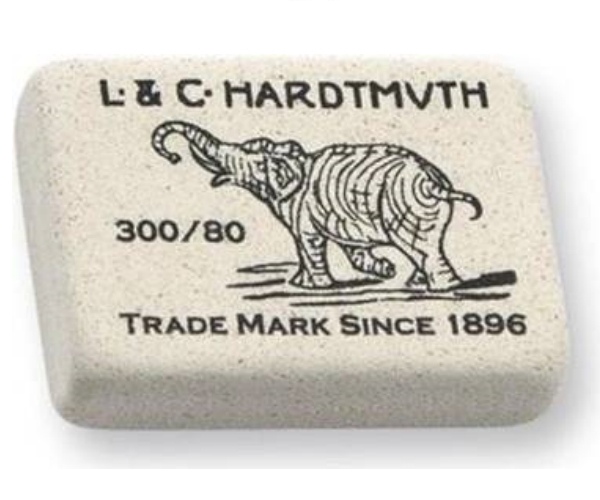 L. & C. HARDTMVTH
300/80
TRADE MARK SINCE 1896